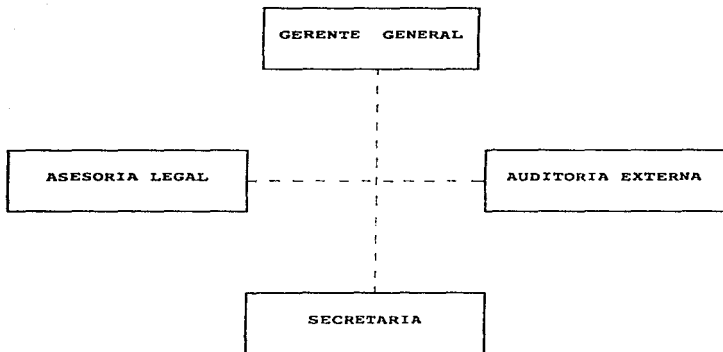 GERENTE GENERAL
ASESORIA LEGAL
AUDITORIA EXTERNA
SECRETARIA